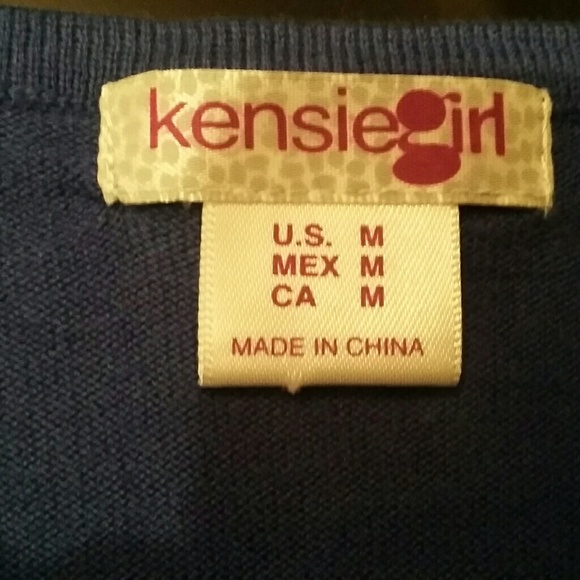 kensiegirl
U.S. M
MEX M
CA M
MADE IN CHINA